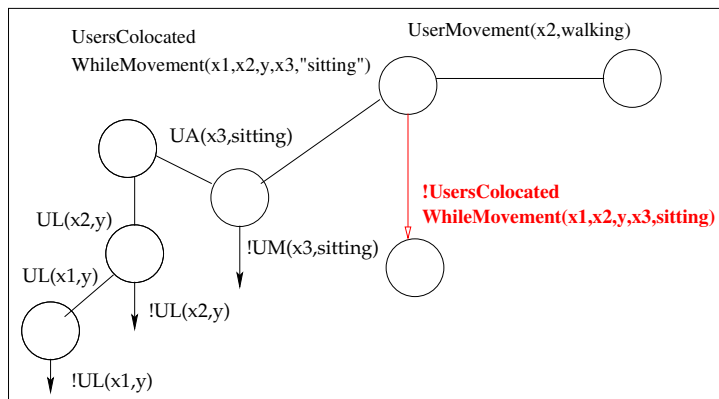 UsersColocated
WhileMovement(x1,x2,y,x3,"sitting")
UserMovement(x2,walking)
UA(x3,sitting)
!UsersColocated
WhileMovement(x1,x2,y,x3,sitting)
UL(x2,y)
!UM(x3,sitting)
UL(x1,y)
!UL(x2,y)
!UL(x1,y)